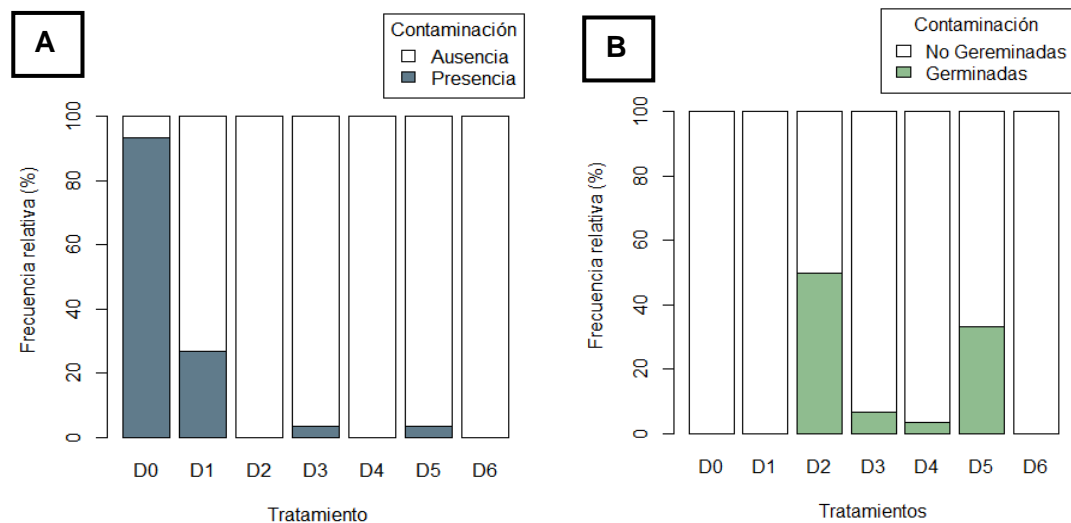 A
Contaminación
Ausencia
Presencia
Frecuencia relativa (%)
100
80
60
40
20
0
D0 D1 D2 D3 D4 D5 D6
Tratamiento
B
Contaminación
No Gereminadas
Germinadas
Frecuencia relativa (%)
100
80
60
40
20
0
D0 D1 D2 D3 D4 D5 D6
Tratamientos